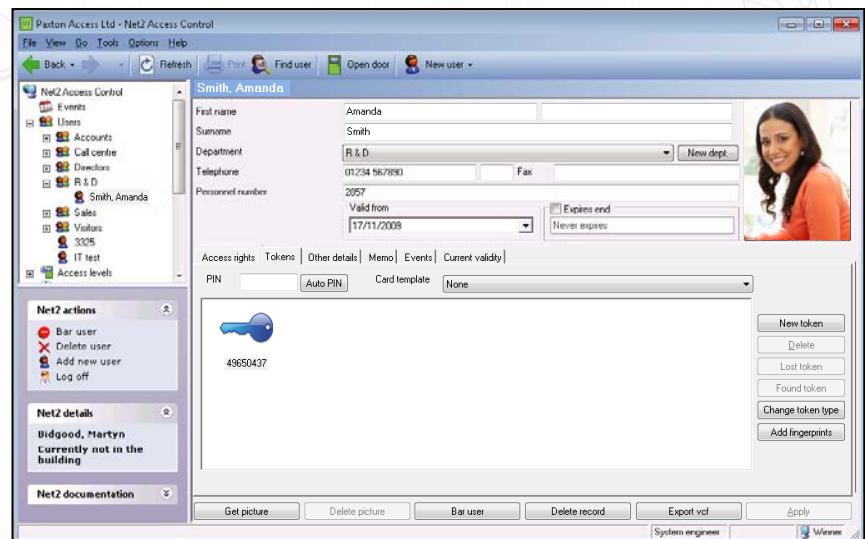 Paxton Access Ltd - Net2 Access Control
File View Go Tools Options Help
Back Refresh Print Find user Open door New user
Net2 Access Control
Events
Users
Accounts
Call centre
Directors
R & D
Smith, Amanda
Sales
Visitors
3325
IT test
Access levels
Net2 actions
Bar user
Delete user
Add new user
Log off
Net2 details
Bidgood, Martyn
Currently not in the
building
Net2 documentation
Smith, Amanda
First name Amanda
Surname Smith
Department R & D New dept.
Telephone 01234 567890 Fax
Personnel number 2857
Valid from Expires end
17/11/2009 Never expires
Access rights Tokens Other details Memo Events Current validity
PIN Auto PIN Card template None
49650437
New token
Delete
Lost token
Found token
Change token type
Add fingerprints
Get picture Delete picture Bar user Delete record Export vcf Apply
System engineer Winner